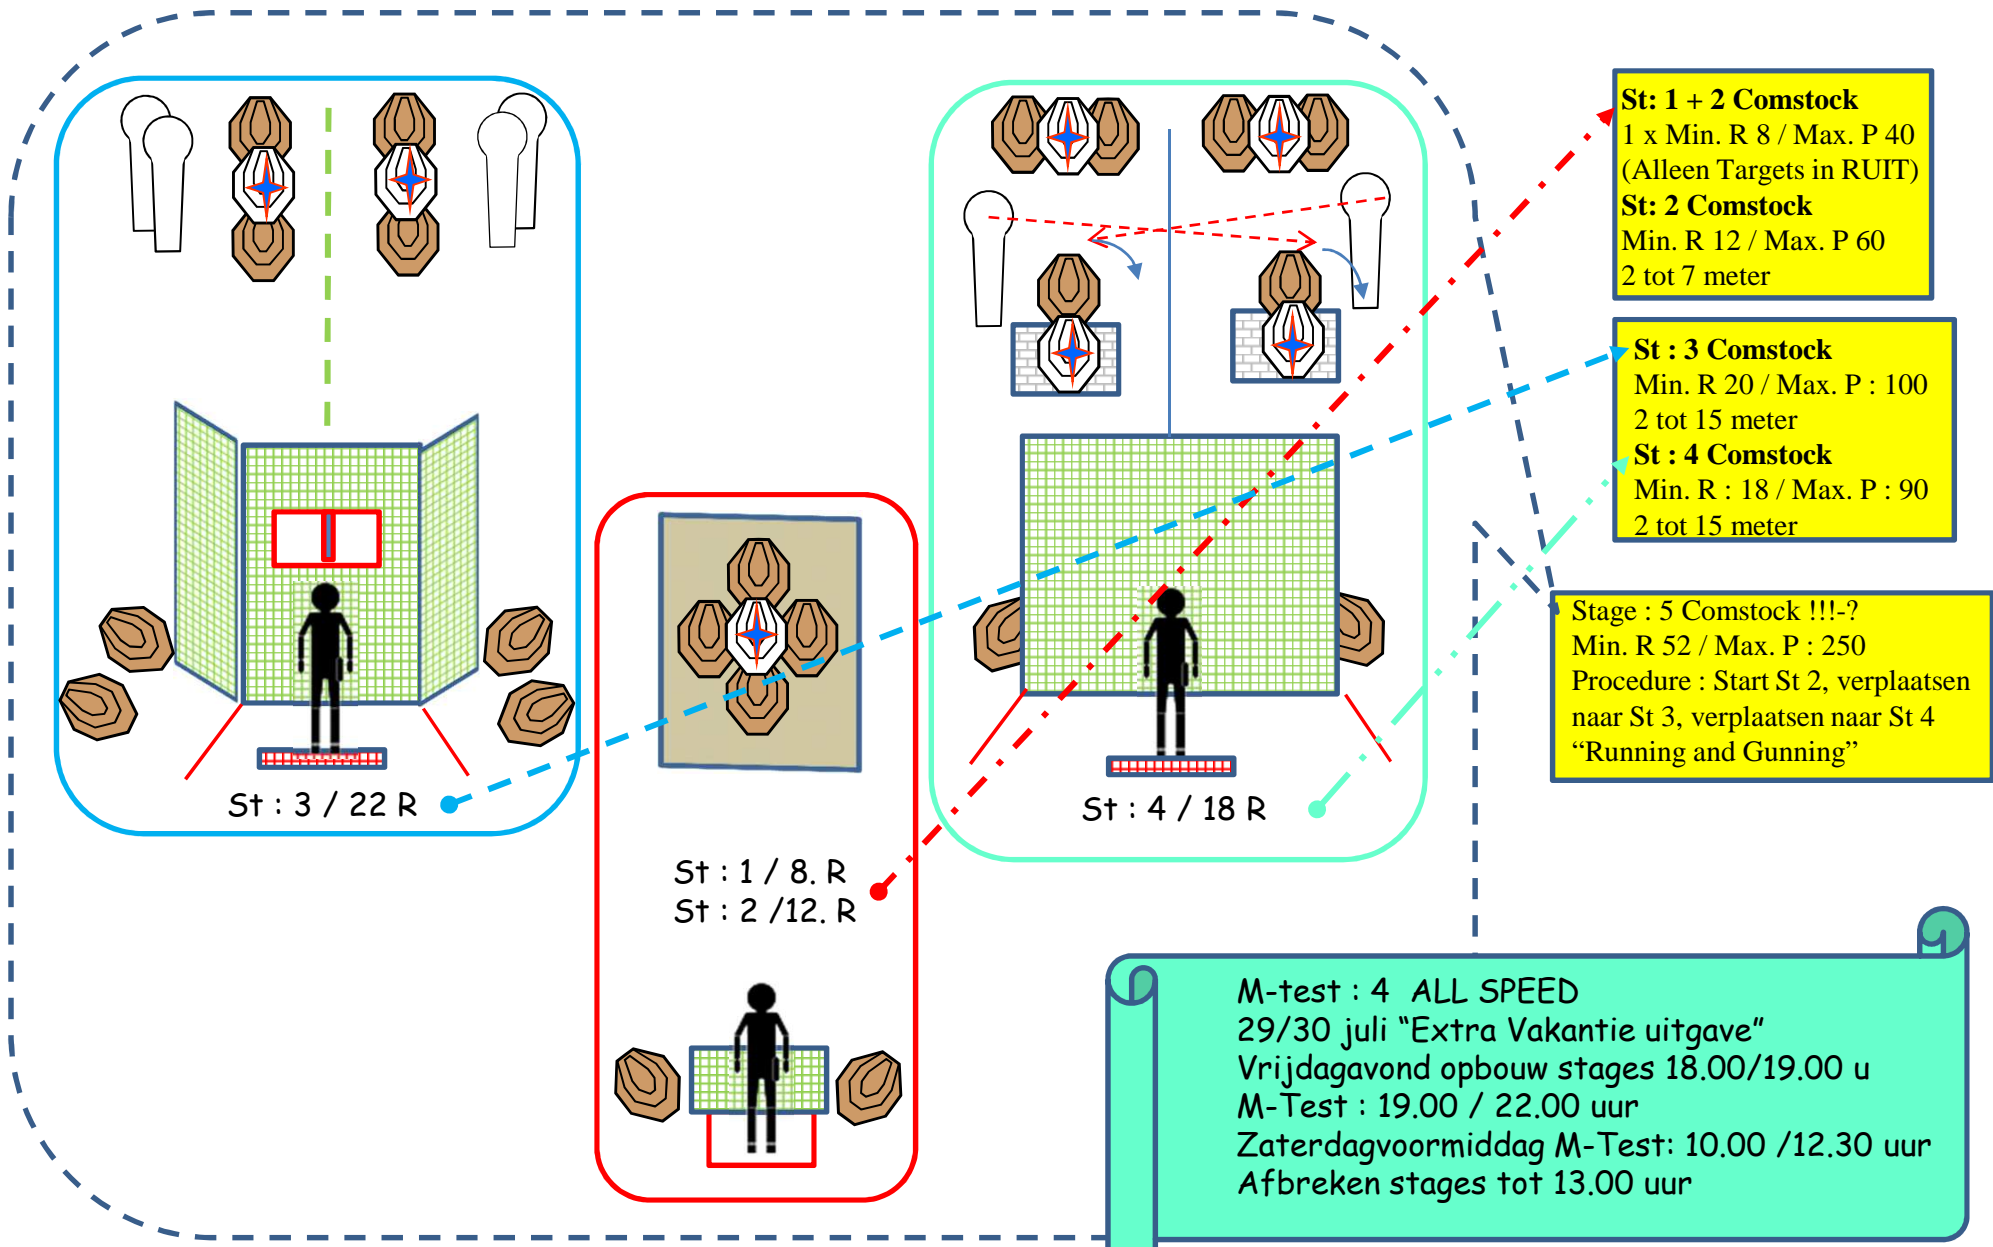 St: 1 + 2 Comstock
1 x Min. R 8 / Max. P 40
(Alleen Targets in RUIT)
St: 2 Comstock
Min. R 12 / Max. P 60
2 tot 7 meter
St : 3 Comstock
Min. R 20 / Max. P : 100
2 tot 15 meter
St : 4 Comstock
Min. R : 18 / Max. P : 90
2 tot 15 meter
Stage : 5 Comstock !!!-?
Min. R 52 / Max. P : 250
Procedure : Start St 2, verplaatsen
naar St 3, verplaatsen naar St 4
“Running and Gunning”
St : 3 / 22 R
St : 4 / 18 R
St : 1 / 8. R
St : 2 /12. R
M-test : 4 ALL SPEED
29/30 juli “Extra Vakantie uitgave”
Vrijdagavond opbouw stages 18.00/19.00 u
M-Test : 19.00 / 22.00 uur
Zaterdagvoormiddag M-Test: 10.00 /12.30 uur
Afbreken stages tot 13.00 uur